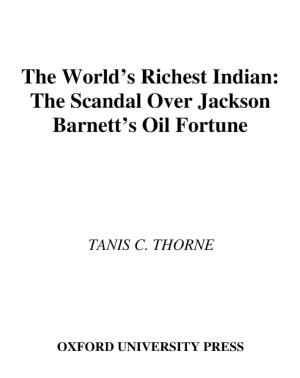 The World’s Richest Indian:
The Scandal Over Jackson
Barnett’s Oil Fortune
TANIS C. THORNE
OXFORD UNIVERSITY PRESS